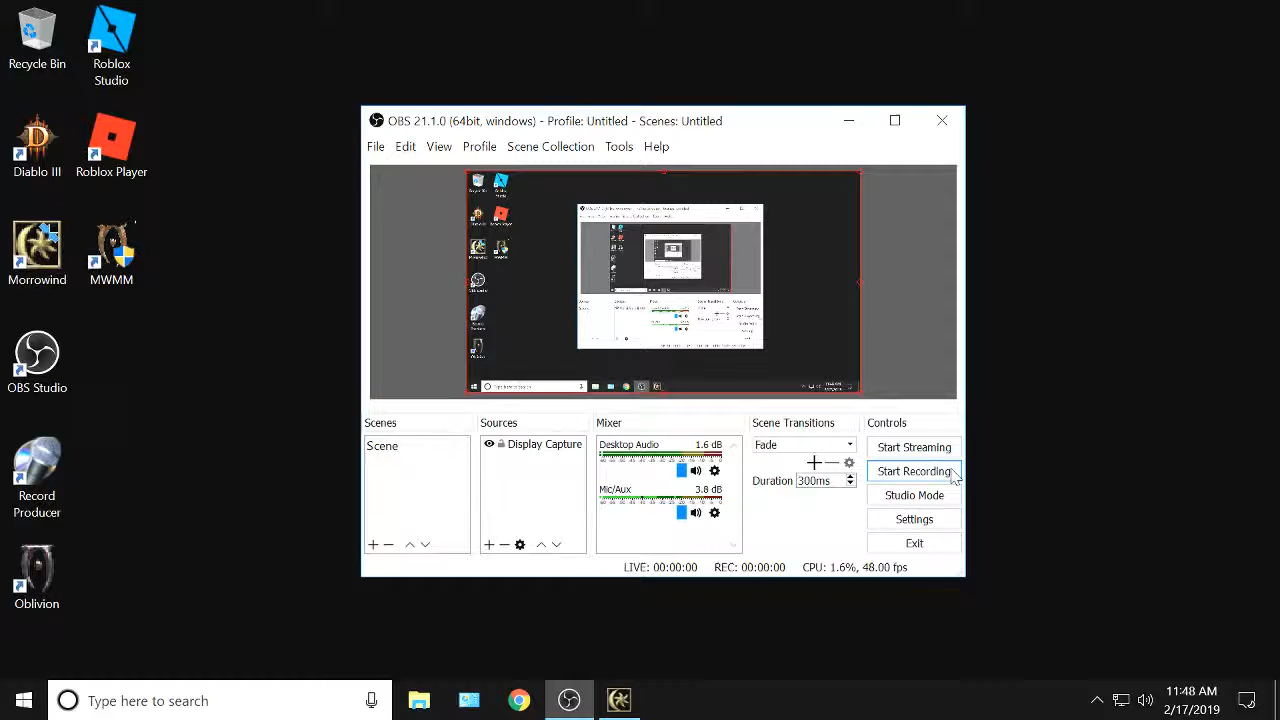 Recycle Bin
Roblox
Studio
Diablo III
Roblox Player
Morrowind
MWMM
OBS Studio
Record
Producer
Oblivion
OBS 21.1.0 (64bit, windows) - Profile: Untitled - Scenes: Untitled
File Edit View Profile Scene Collection Tools Help
Scenes
Scene
Sources
Display Capture
Mixer
Desktop Audio 1.6 dB
Mic/Aux 3.8 dB
Scene Transitions
Fade
Duration 300ms
Controls
Start Streaming
Start Recording
Studio Mode
Settings
Exit
LIVE: 00:00:00 REC: 00:00:00 CPU: 1.6%, 48.00 fps
Type here to search
11:48 AM
2/17/2019